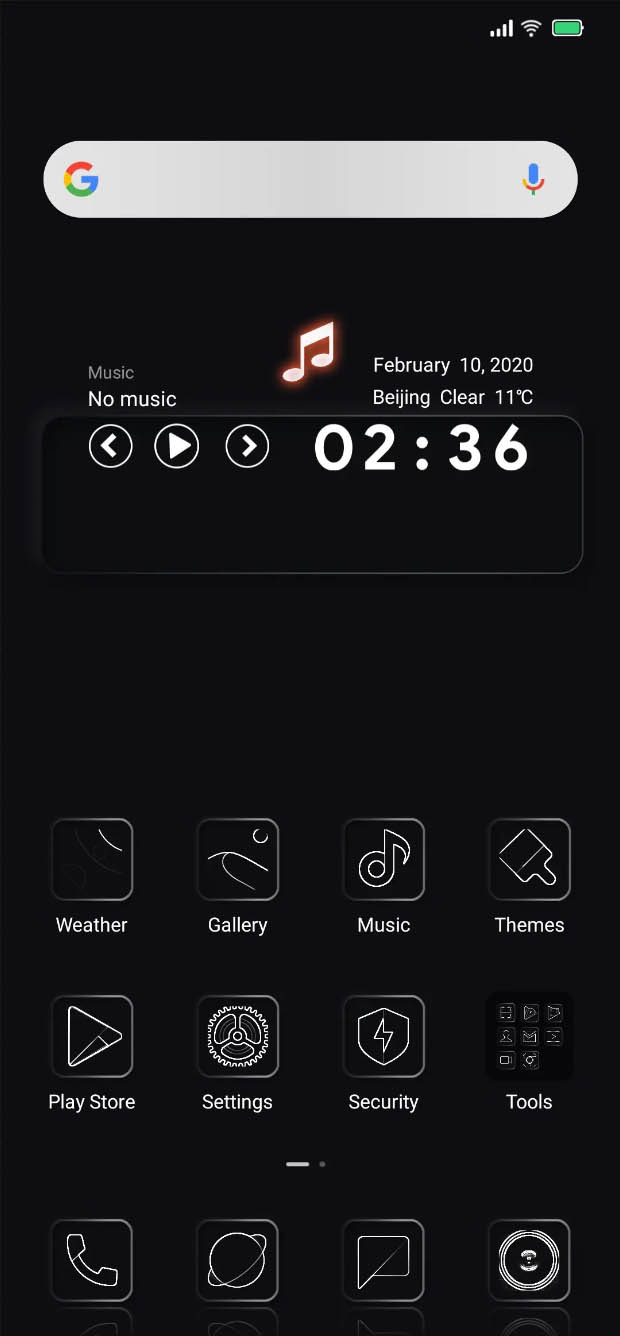 Music
No music
February 10, 2020
Beijing Clear 11℃
02:36
Weather
Gallery
Music
Themes
Play Store
Settings
Security
Tools